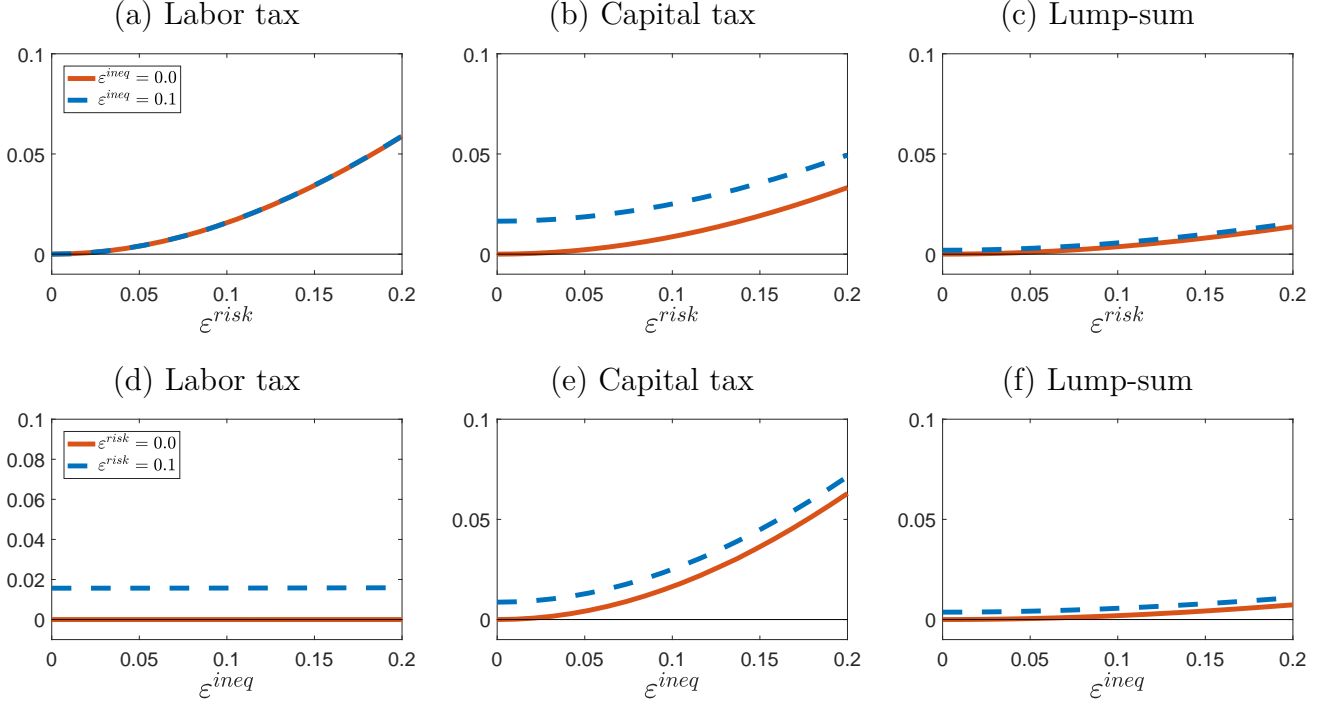 (a) Labor tax
(b) Capital tax
(c) Lump-sum
0.1
0.05
0
ε^{ineq} = 0.0
ε^{ineq} = 0.1
0 0.05 0.1 0.15 0.2
ε^{risk}
0.1
0.05
0
0 0.05 0.1 0.15 0.2
ε^{risk}
0.1
0.05
0
0 0.05 0.1 0.15 0.2
ε^{risk}
(d) Labor tax
(e) Capital tax
(f) Lump-sum
0.1
0.08
0.06
0.04
0.02
0
ε^{risk} = 0.0
ε^{risk} = 0.1
0 0.05 0.1 0.15 0.2
ε^{ineq}
0.1
0.05
0
0 0.05 0.1 0.15 0.2
ε^{ineq}
0.1
0.05
0
0 0.05 0.1 0.15 0.2
ε^{ineq}